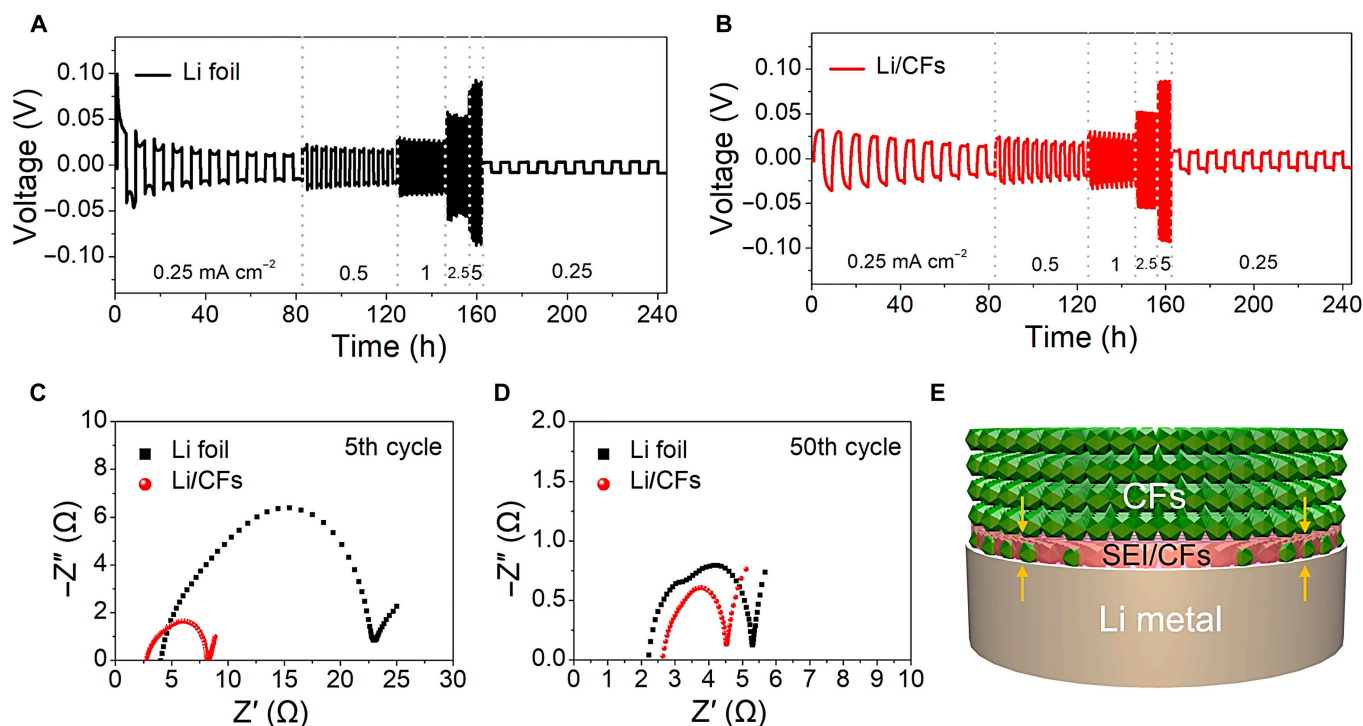 A
Li foil
Voltage (V)
0.10
0.05
0.00
−0.05
−0.10
0.25 mA cm⁻²
0.5
1
2.5
5
0.25
0 40 80 120 160 200 240
Time (h)
B
Li/CFs
Voltage (V)
0.10
0.05
0.00
−0.05
−0.10
0.25 mA cm⁻²
0.5
1
2.5
5
0.25
0 40 80 120 160 200 240
Time (h)
C
Li foil
Li/CFs
5th cycle
−Z″ (Ω)
10
8
6
4
2
0
0 5 10 15 20 25 30
Z′ (Ω)
D
Li foil
Li/CFs
50th cycle
−Z″ (Ω)
2.0
1.5
1.0
0.5
0.0
0 1 2 3 4 5 6 7 8 9 10
Z′ (Ω)
E
CFs
SEI/CFs
Li metal